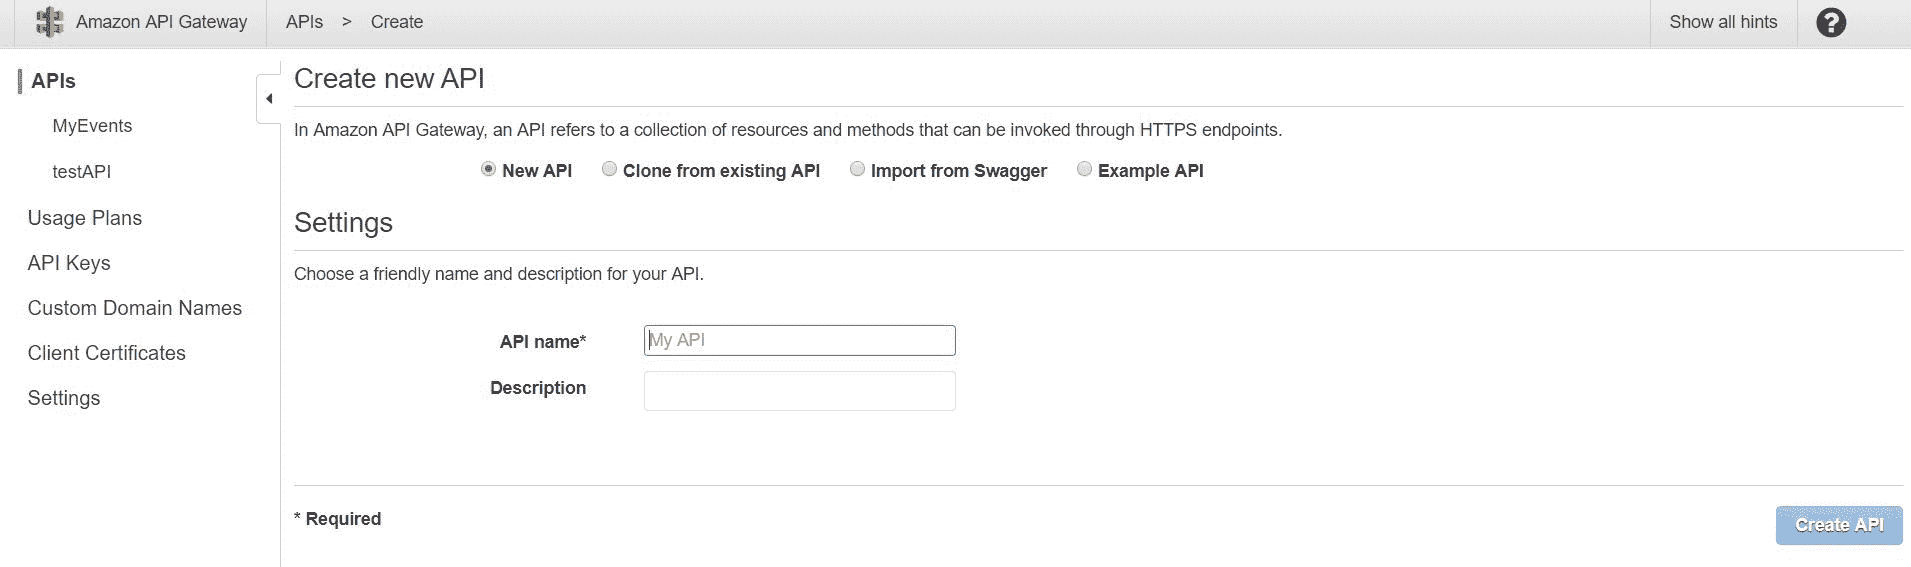 Amazon API Gateway
APIs > Create
Show all hints
?
APIs
MyEvents
testAPI
Usage Plans
API Keys
Custom Domain Names
Client Certificates
Settings
Create new API
In Amazon API Gateway, an API refers to a collection of resources and methods that can be invoked through HTTPS endpoints.
New API Clone from existing API Import from Swagger Example API
Settings
Choose a friendly name and description for your API.
API name* My API
Description
* Required
Create API